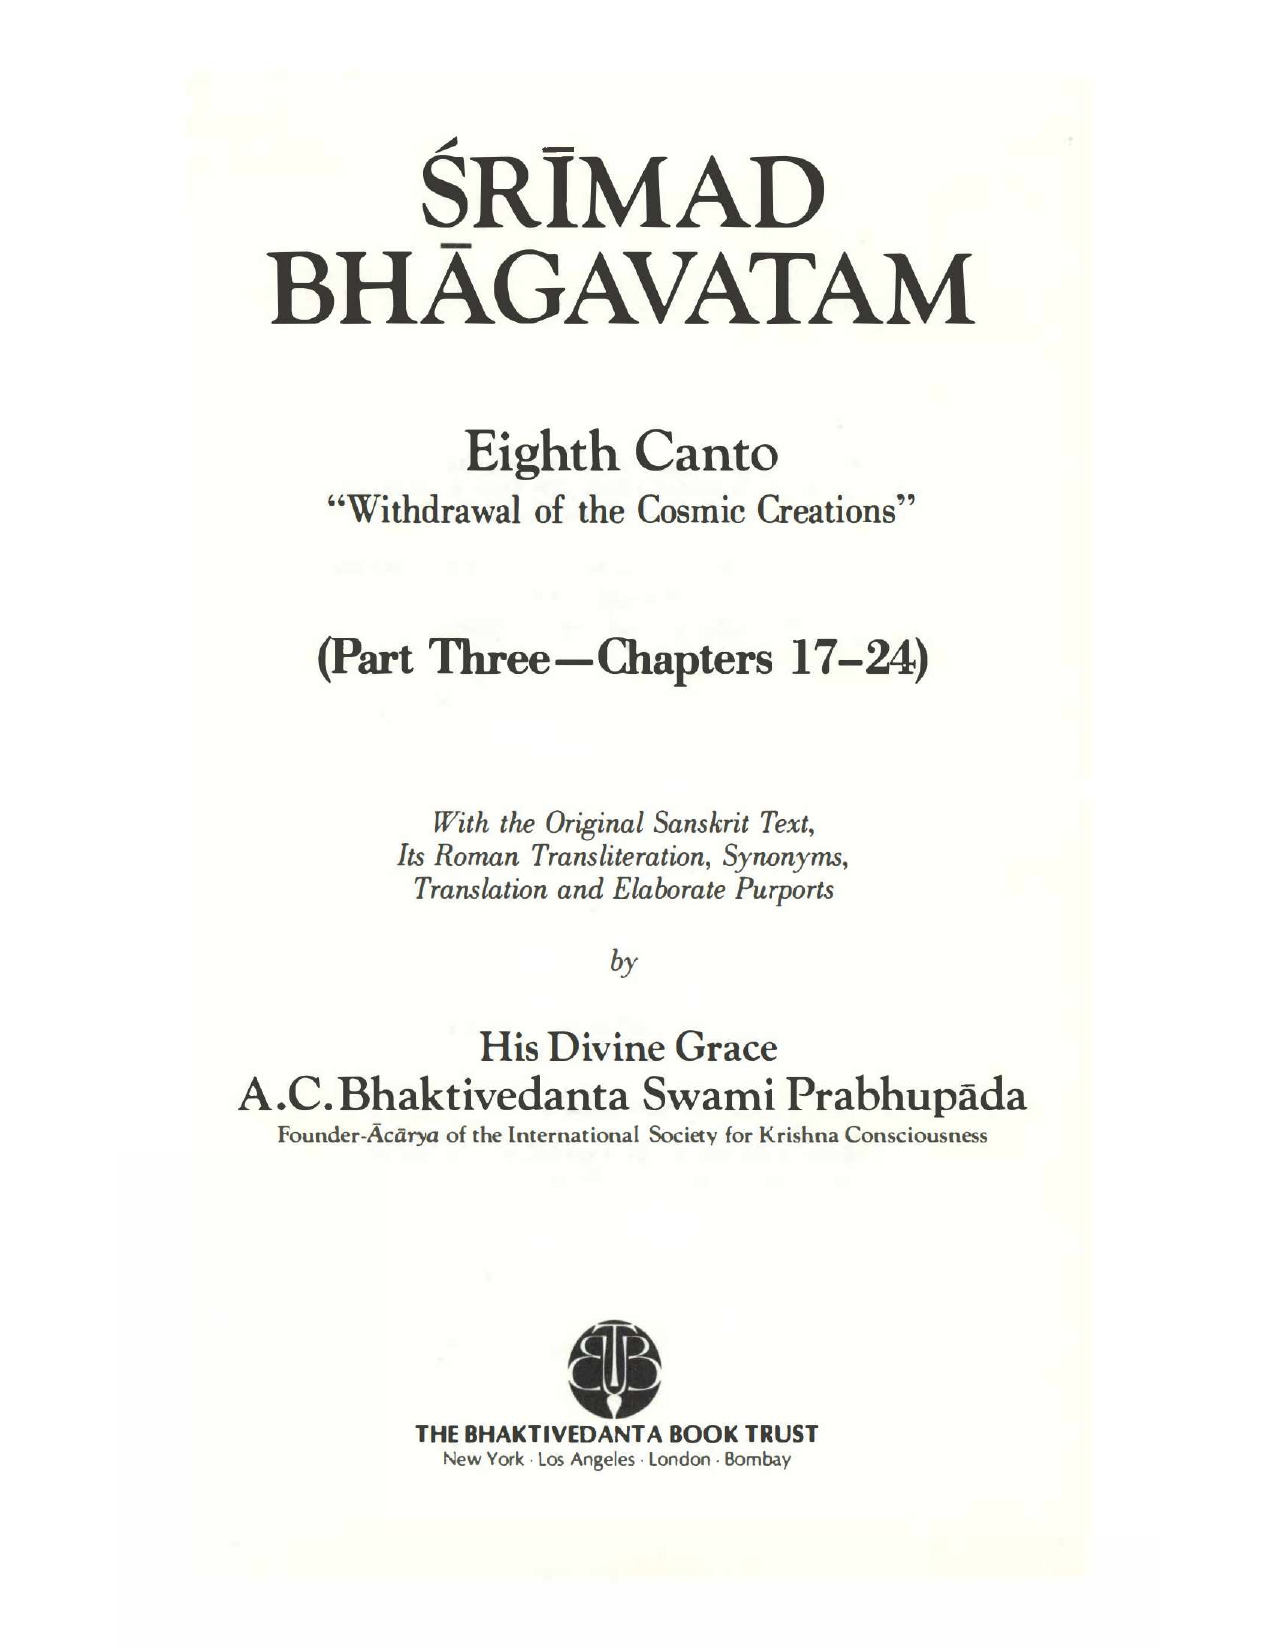 ŚRĪMAD
BHĀGAVATAM
Eighth Canto
“Withdrawal of the Cosmic Creations”
(Part Three—Chapters 17–24)
With the Original Sanskrit Text,
Its Roman Transliteration, Synonyms,
Translation and Elaborate Purports
by
His Divine Grace
A.C.Bhaktivedanta Swami Prabhupāda
Founder-Ācārya of the International Society for Krishna Consciousness
BBT
THE BHAKTIVEDANTA BOOK TRUST
New York · Los Angeles · London · Bombay